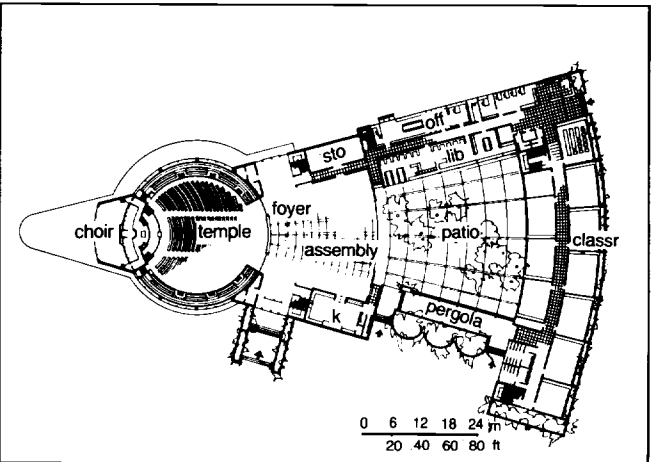 off
sto
lib
foyer
choir temple patio classr
assembly
pergola
k
0 6 12 18 24 m
20 40 60 80 ft